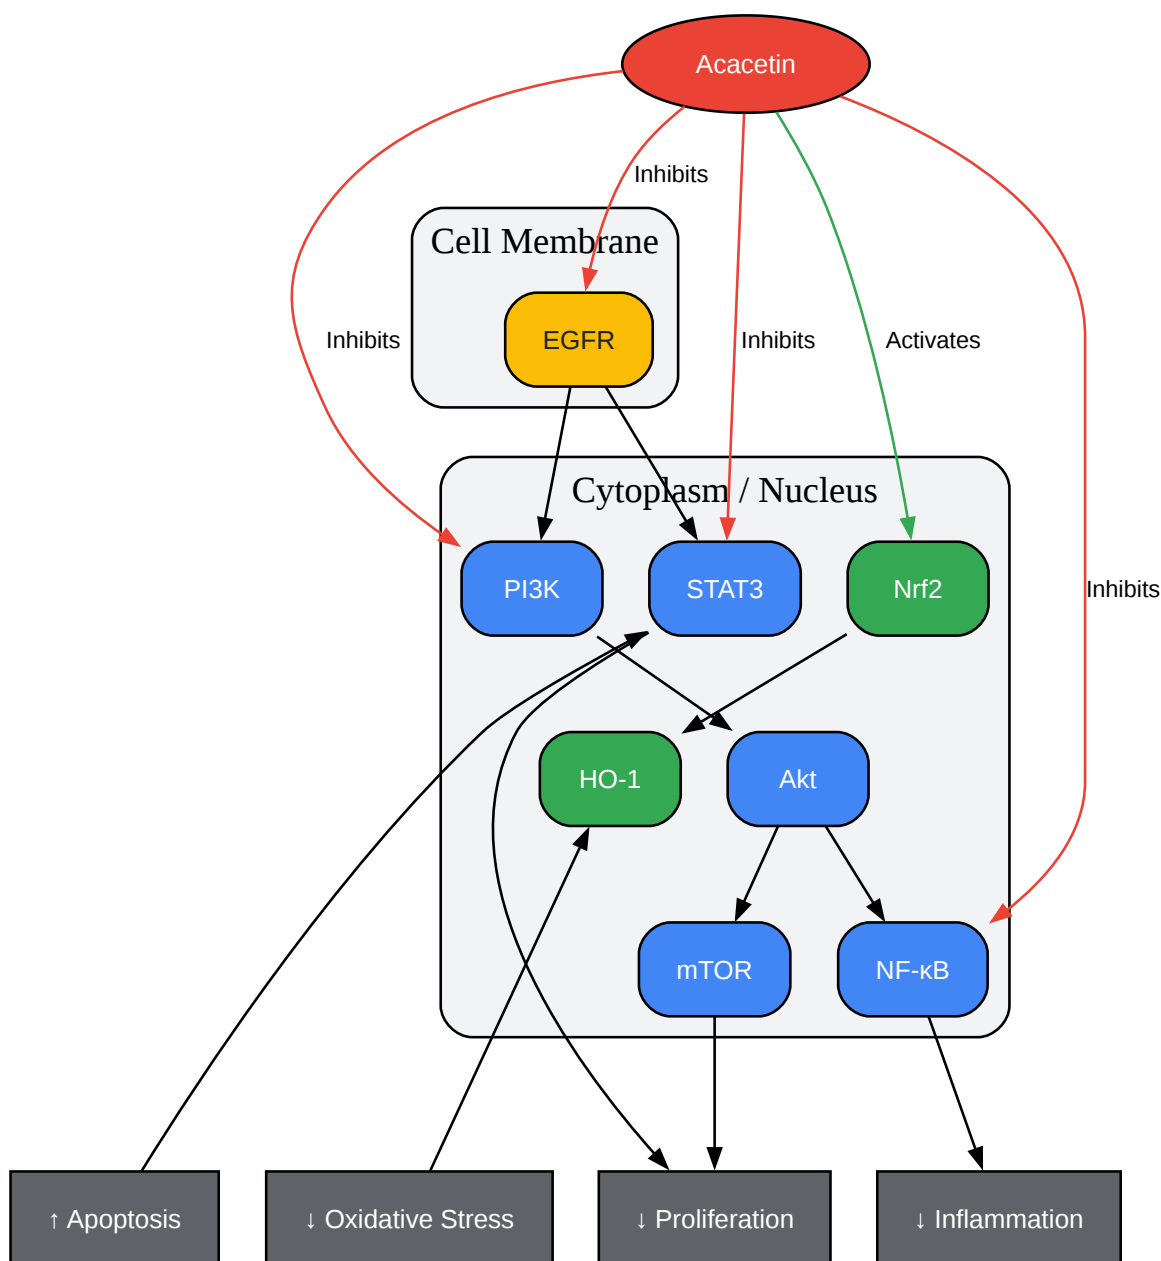 Acacetin
Inhibits
Cell Membrane
EGFR
Inhibits
Inhibits
Activates
Cytoplasm / Nucleus
PI3K
STAT3
Nrf2
Inhibits
HO-1
Akt
mTOR
NF-κB
↑ Apoptosis
↓ Oxidative Stress
↓ Proliferation
↓ Inflammation